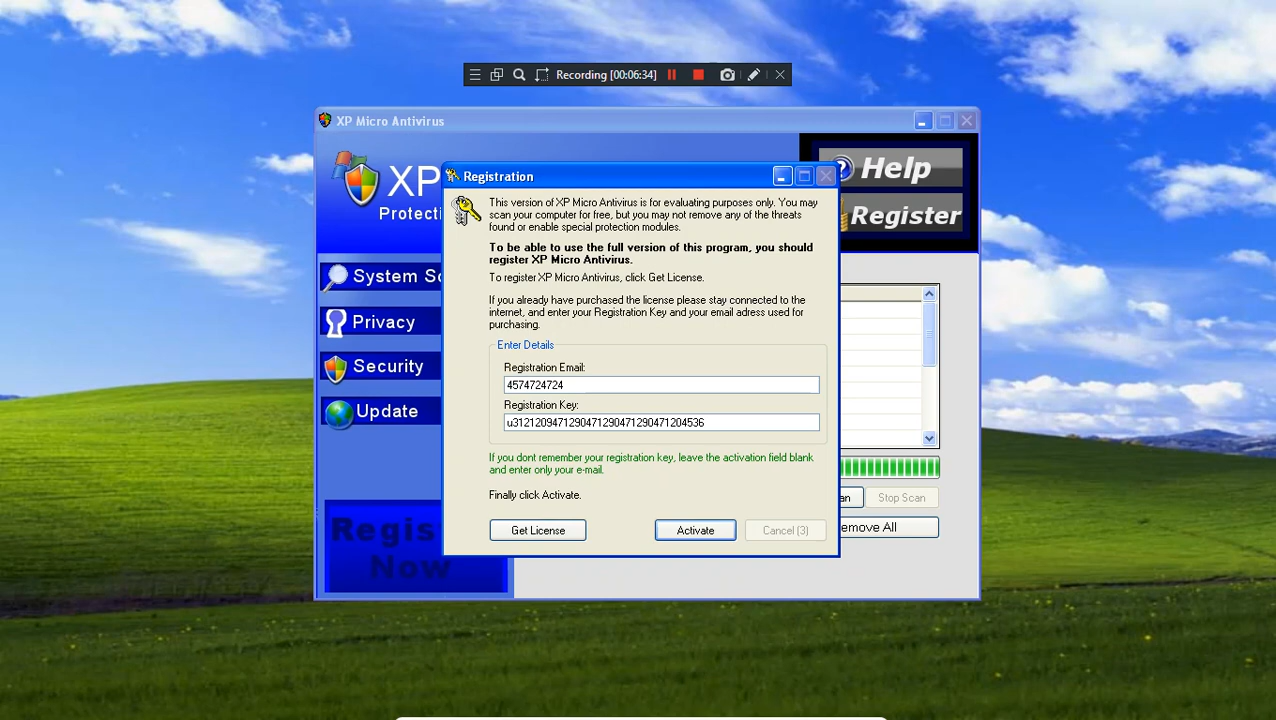 Recording [00:06:34]
XP Micro Antivirus
XP
Protecti
Help
Register
System Sc
Privacy
Security
Update
Regis
Now
Registration
This version of XP Micro Antivirus is for evaluating purposes only. You may
scan your computer for free, but you may not remove any of the threats
found or enable special protection modules.
To be able to use the full version of this program, you should
register XP Micro Antivirus.
To register XP Micro Antivirus, click Get License.
If you already have purchased the license please stay connected to the
internet, and enter your Registration Key and your email adress used for
purchasing.
Enter Details
Registration Email:
4574724724
Registration Key:
u3121209471290471290471290471204536
If you dont remember your registration key, leave the activation field blank
and enter only your e-mail.
Finally click Activate.
Get License
Activate
Cancel (3)
an
Stop Scan
emove All